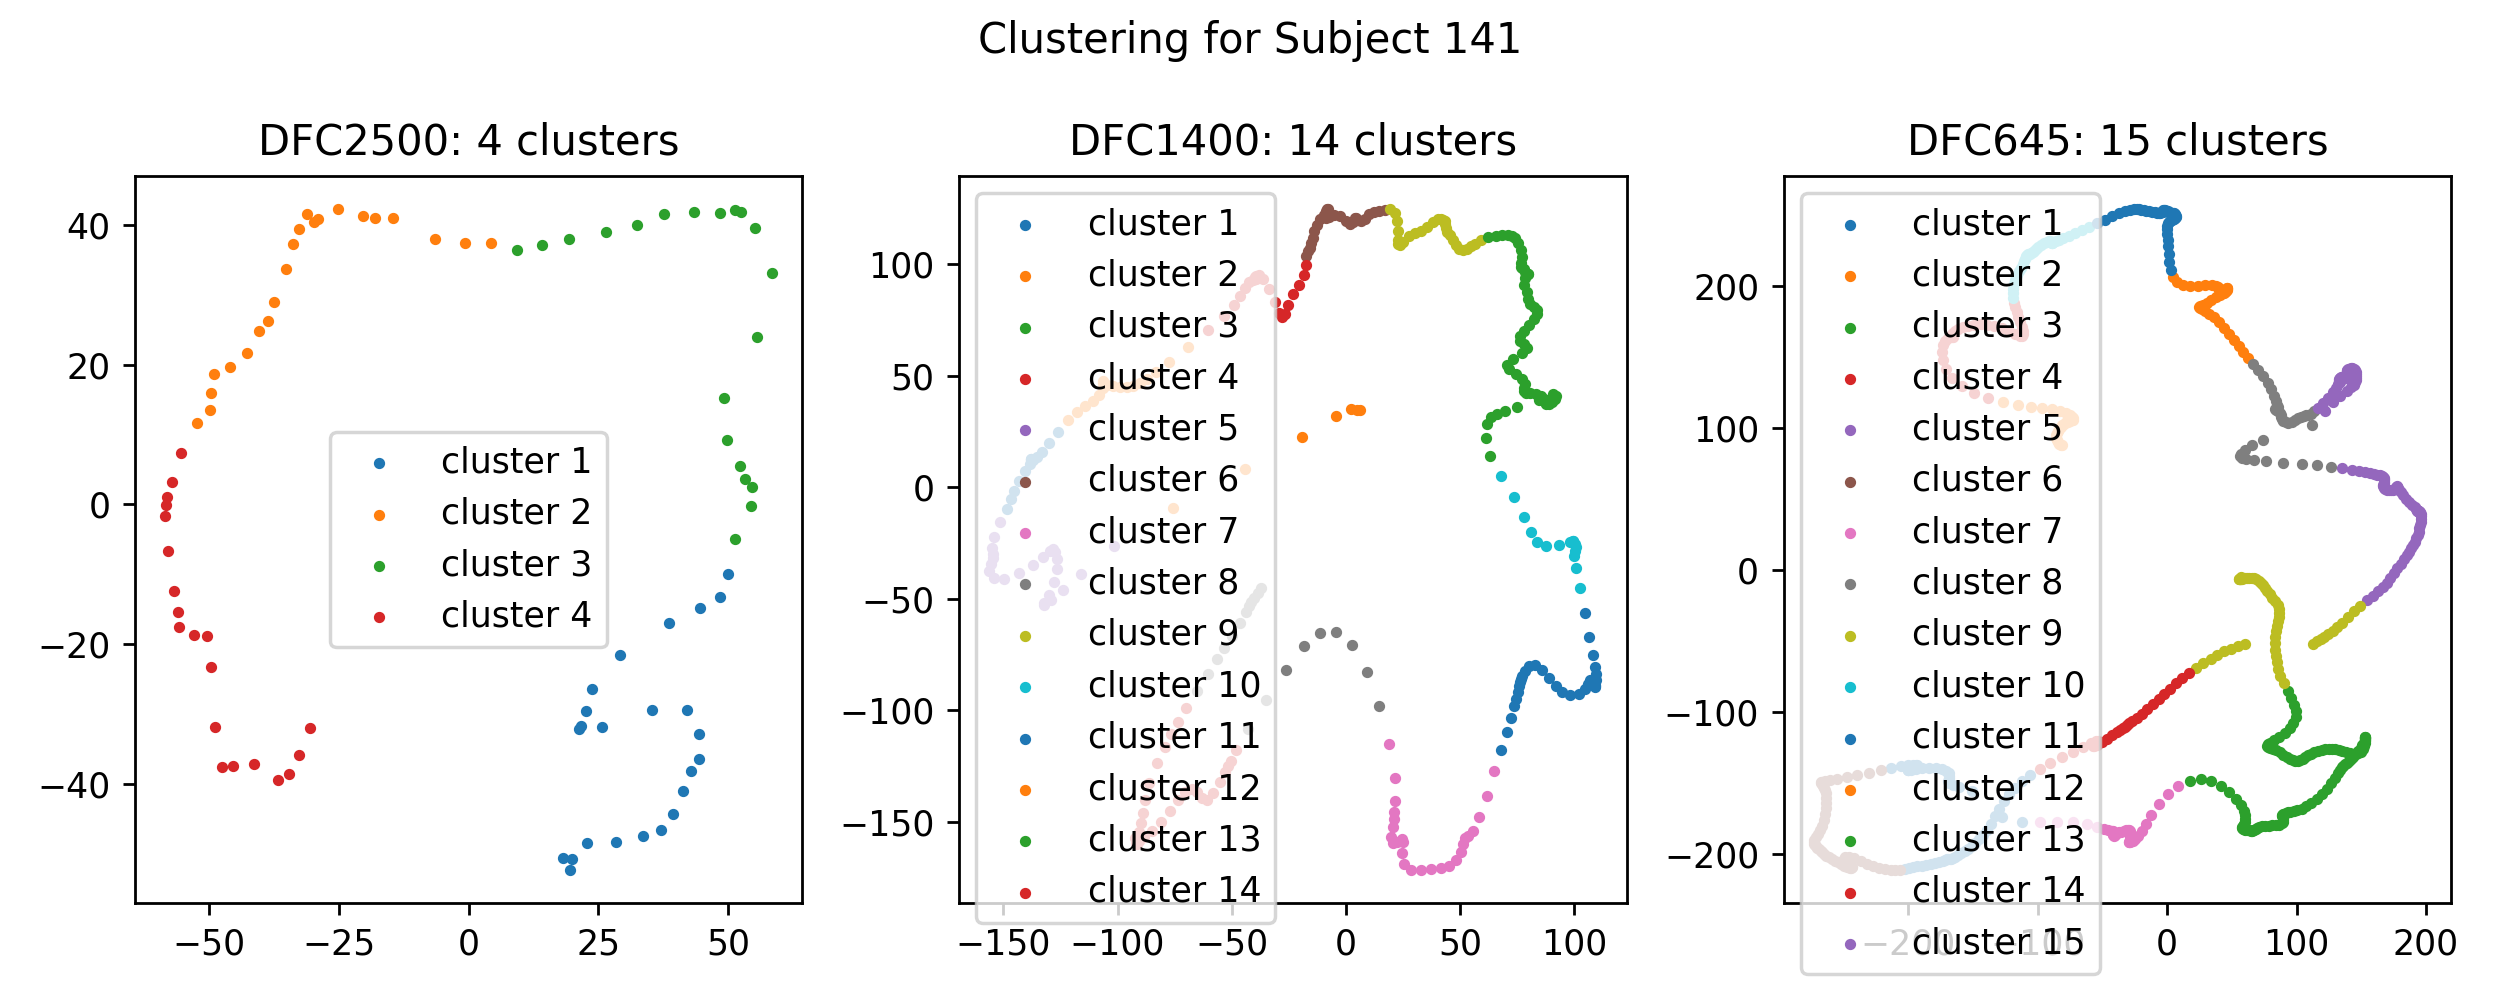 Clustering for Subject 141
DFC2500: 4 clusters
40
20
0
−20
−40
−50
−25
0
25
50
cluster 1
cluster 2
cluster 3
cluster 4
DFC1400: 14 clusters
100
50
0
−50
−100
−150
−150
−100
−50
0
50
100
cluster 1
cluster 2
cluster 3
cluster 4
cluster 5
cluster 6
cluster 7
cluster 8
cluster 9
cluster 10
cluster 11
cluster 12
cluster 13
cluster 14
DFC645: 15 clusters
200
100
0
−100
−200
−200
−100
0
100
200
cluster 1
cluster 2
cluster 3
cluster 4
cluster 5
cluster 6
cluster 7
cluster 8
cluster 9
cluster 10
cluster 11
cluster 12
cluster 13
cluster 14
cluster 15